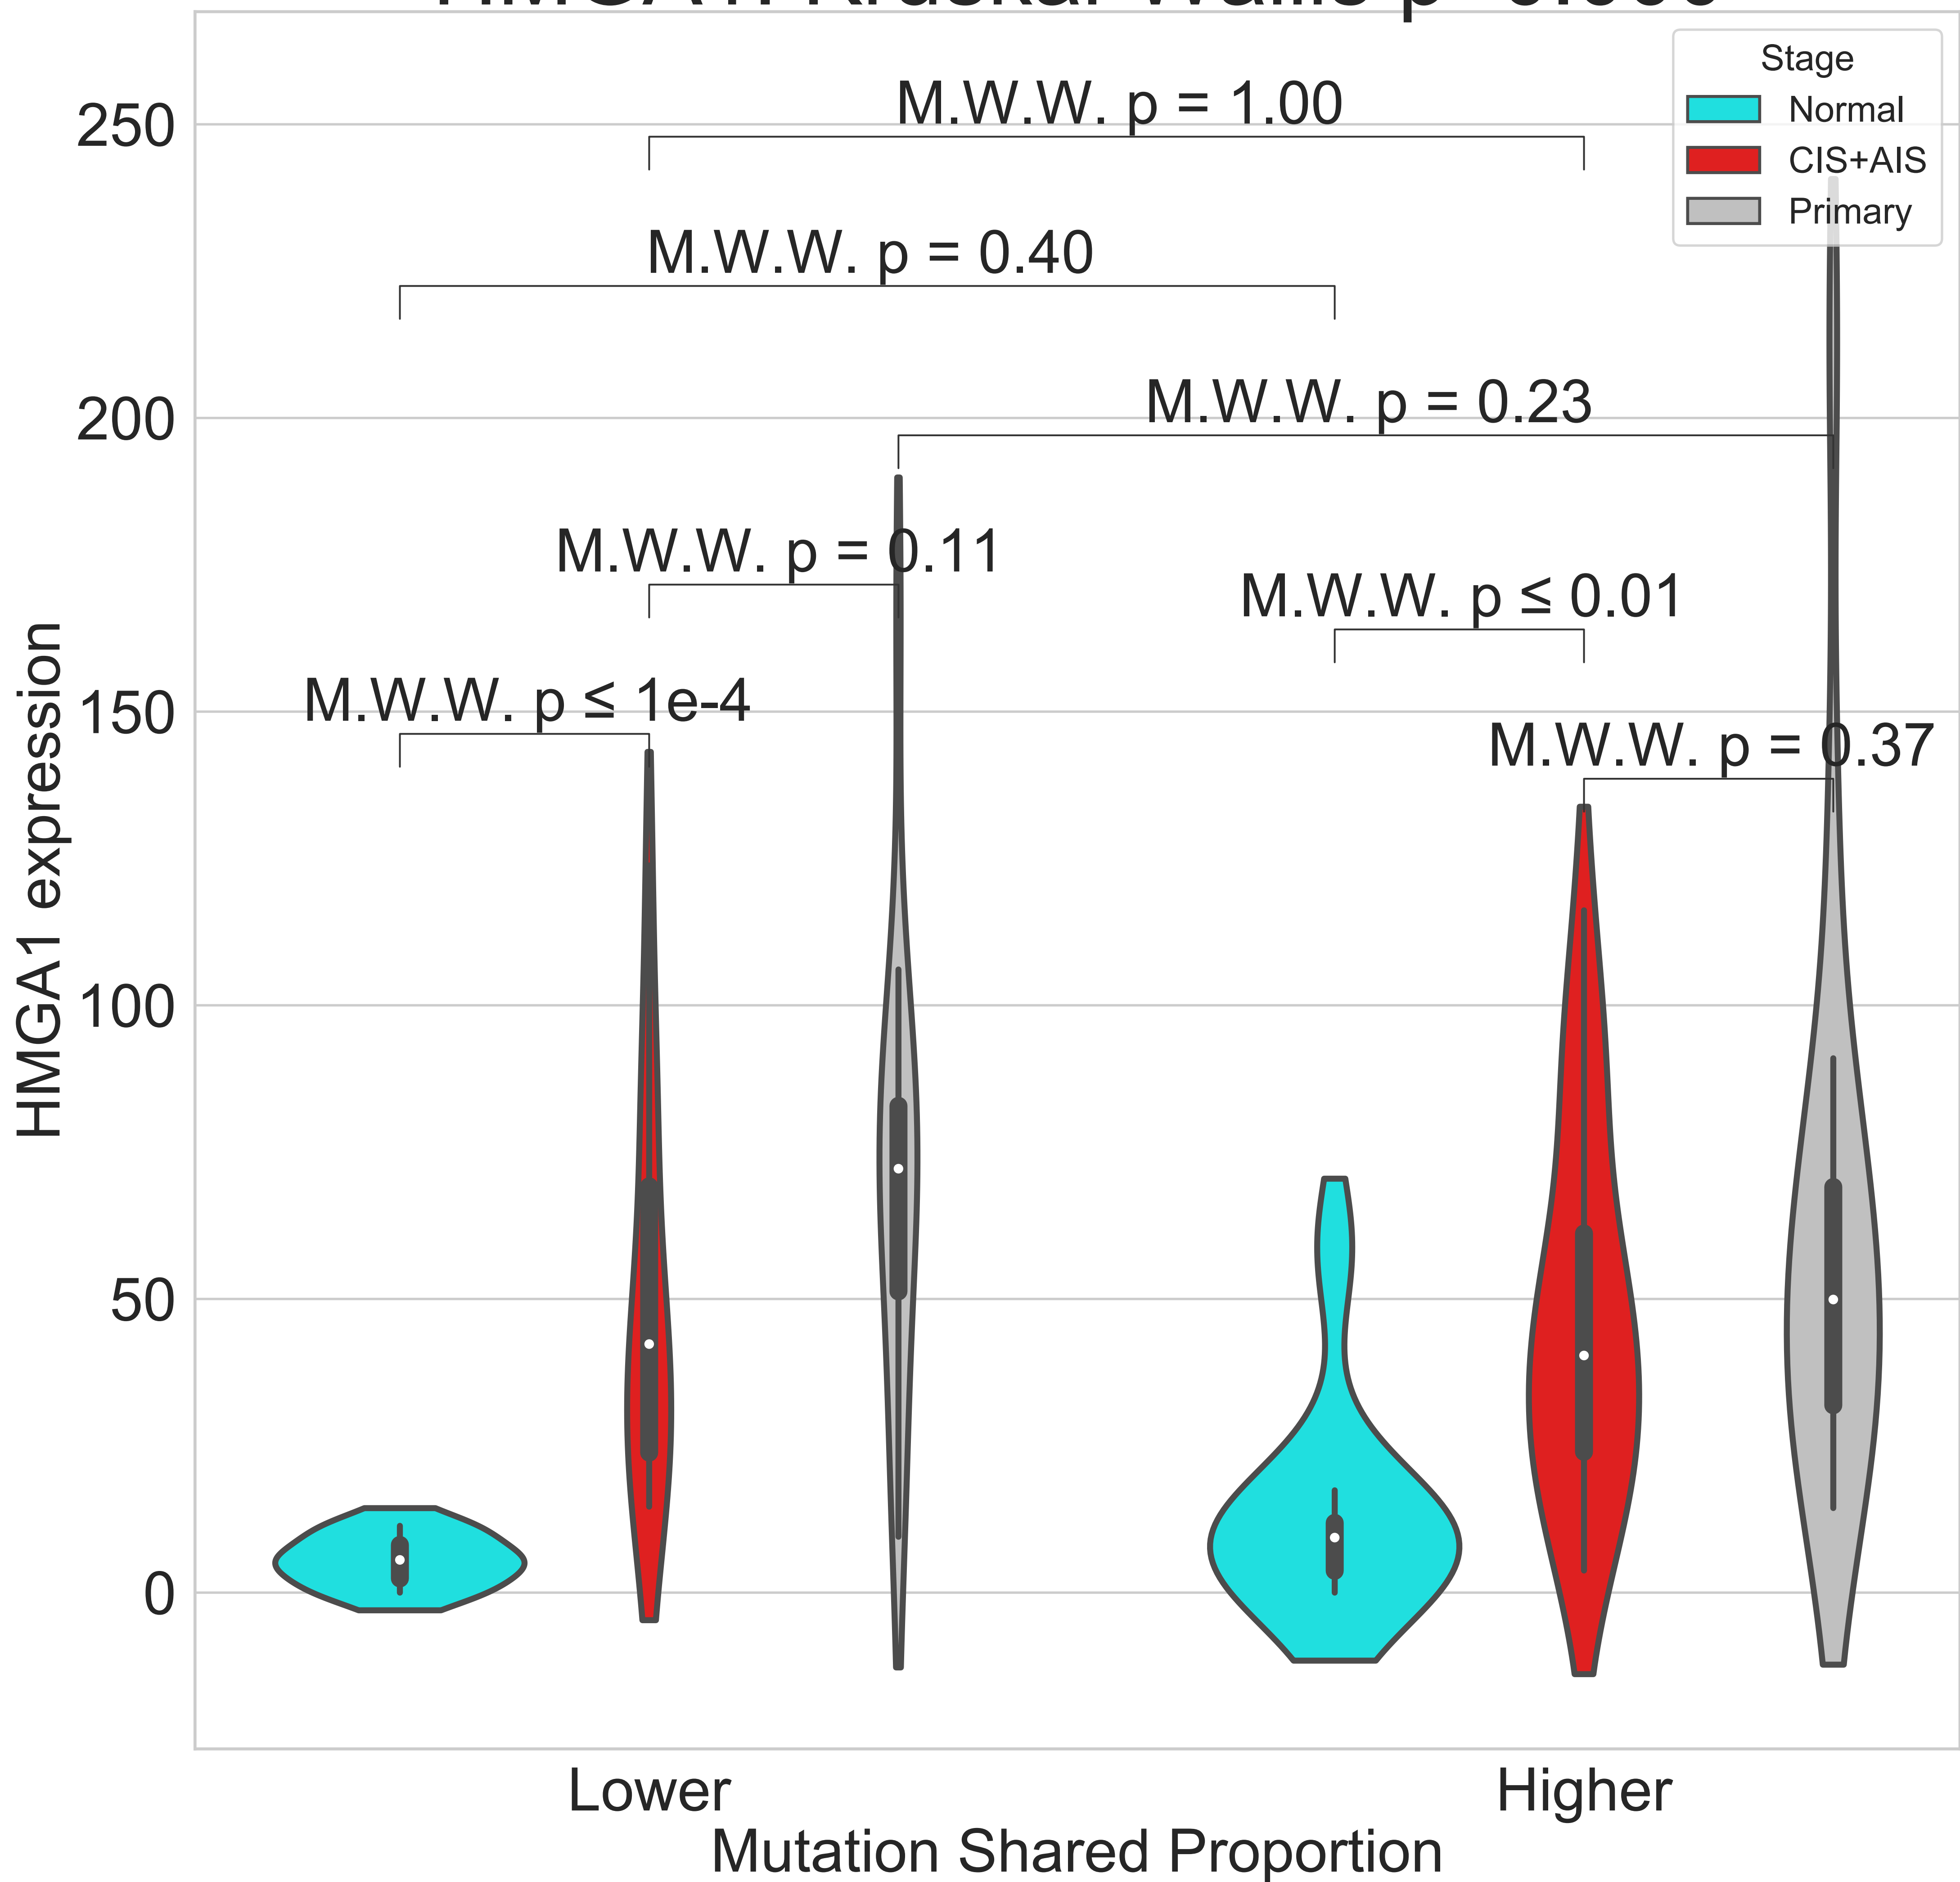 Stage
Normal
CIS+AIS
Primary
M.W.W. p = 1.00
M.W.W. p = 0.40
M.W.W. p = 0.23
M.W.W. p = 0.11
M.W.W. p ≤ 0.01
M.W.W. p ≤ 1e-4
M.W.W. p = 0.37
250
200
150
100
50
0
HMGA1 expression
Lower
Higher
Mutation Shared Proportion